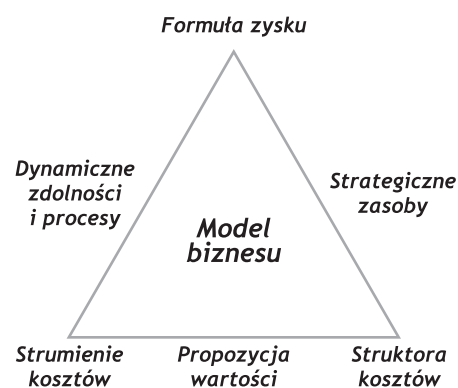 Formuła zysku
Dynamiczne
zdolności
i procesy
Strategiczne
zasoby
Model
biznesu
Strumienie
kosztów
Propozycja
wartości
Struktora
kosztów